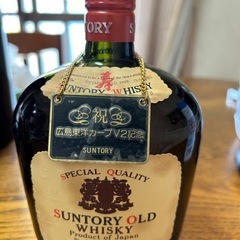 SUNTORY WHISKY
祝
広島東洋カープV2記念
SUNTORY
SPECIAL QUALITY
SUNTORY OLD
WHISKY
Product of Japan